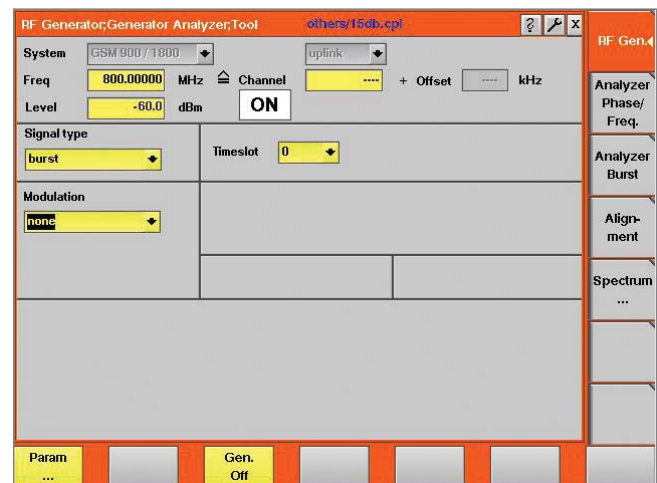 RF Generator;Generator Analyzer;Tool others/15db.cpl ? x
System GSM 900 / 1800 uplink
Freq 800.00000 MHz ≙ Channel ---- + Offset ---- kHz
Level -60.0 dBm ON
Signal type
burst
Timeslot 0
Modulation
none
RF Gen.
Analyzer
Phase/
Freq.
Analyzer
Burst
Align-
ment
Spectrum
...
Param
...
Gen.
Off